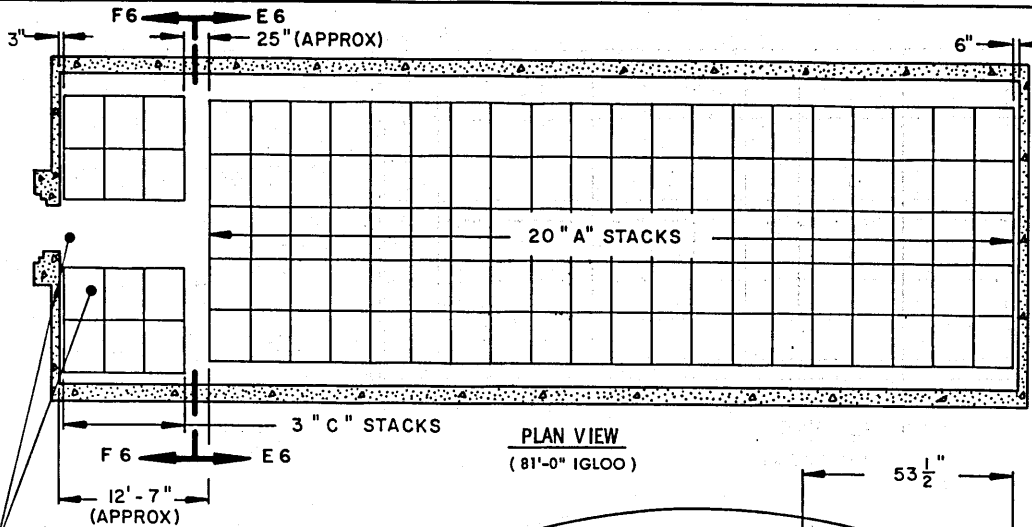 F6 E6
3" 25" (APPROX) 6"
20 "A" STACKS
3 "C" STACKS
PLAN VIEW
(81'-0" IGLOO)
F6 E6
53 1/2"
12'-7"
(APPROX)